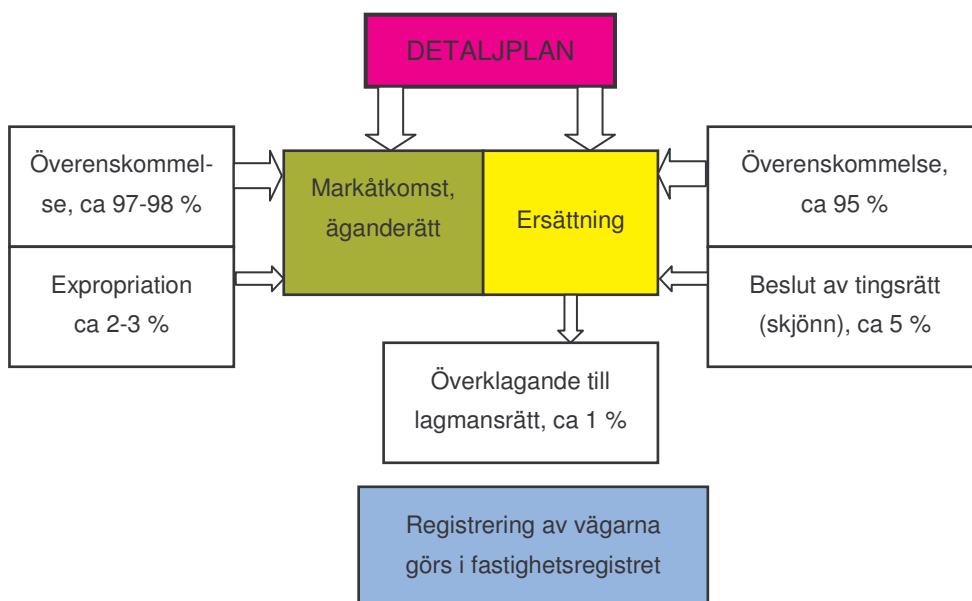 DETALJPLAN
Överenskommel-
se, ca 97-98 %
Expropriation
ca 2-3 %
Markåtkomst,
äganderätt
Ersättning
Överenskommelse,
ca 95 %
Beslut av tingsrätt
(skjönn), ca 5 %
Överklagande till
lagmansrätt, ca 1 %
Registrering av vägarna
görs i fastighetsregistret